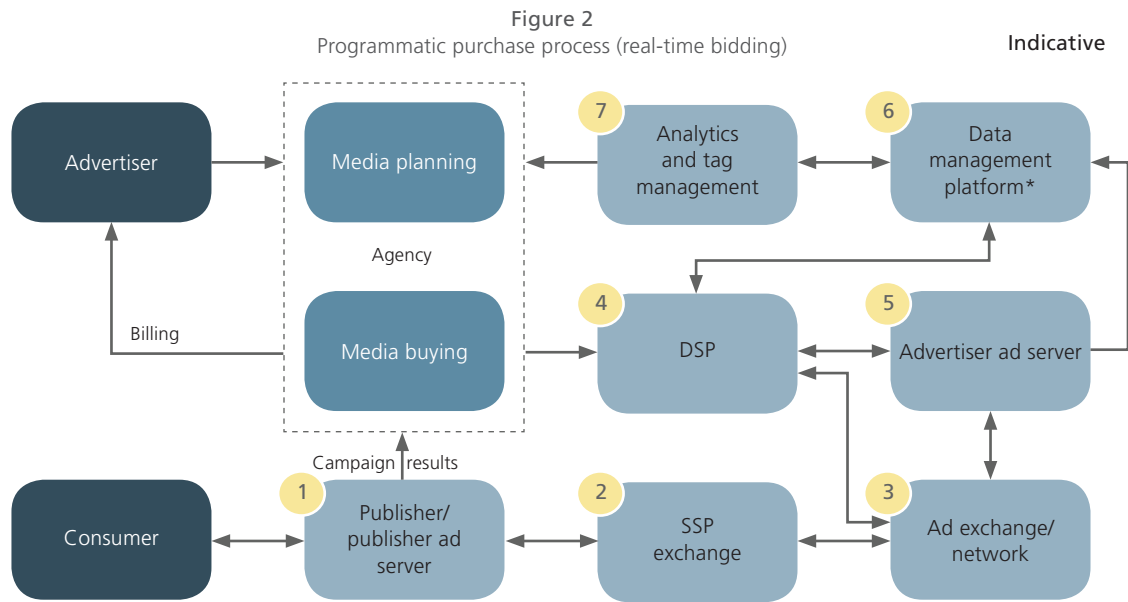 Figure 2
Programmatic purchase process (real-time bidding)
Indicative
Advertiser
Media planning
7
Analytics
and tag
management
6
Data
management
platform*
Agency
Billing
Media buying
4
DSP
5
Advertiser ad server
Campaign results
Consumer
1
Publisher/
publisher ad
server
2
SSP
exchange
3
Ad exchange/
network